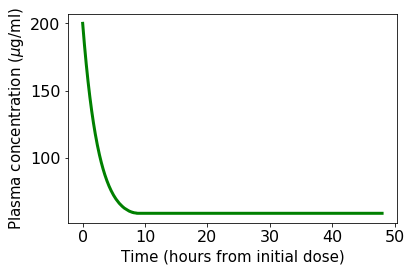 Plasma concentration (μg/ml)
200
150
100
0 10 20 30 40 50
Time (hours from initial dose)